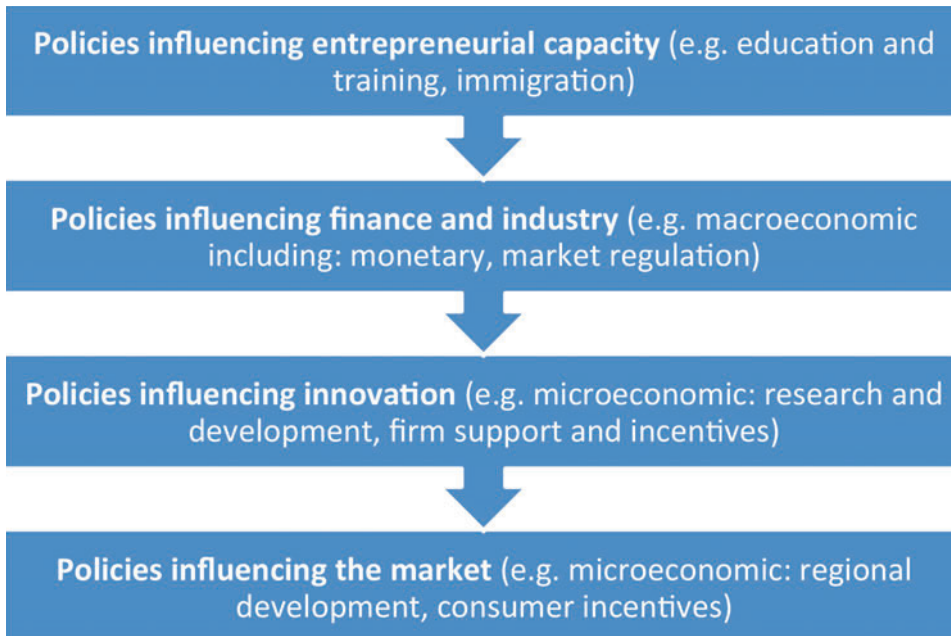 Policies influencing entrepreneurial capacity (e.g. education and
training, immigration)
Policies influencing finance and industry (e.g. macroeconomic
including: monetary, market regulation)
Policies influencing innovation (e.g. microeconomic: research and
development, firm support and incentives)
Policies influencing the market (e.g. microeconomic: regional
development, consumer incentives)